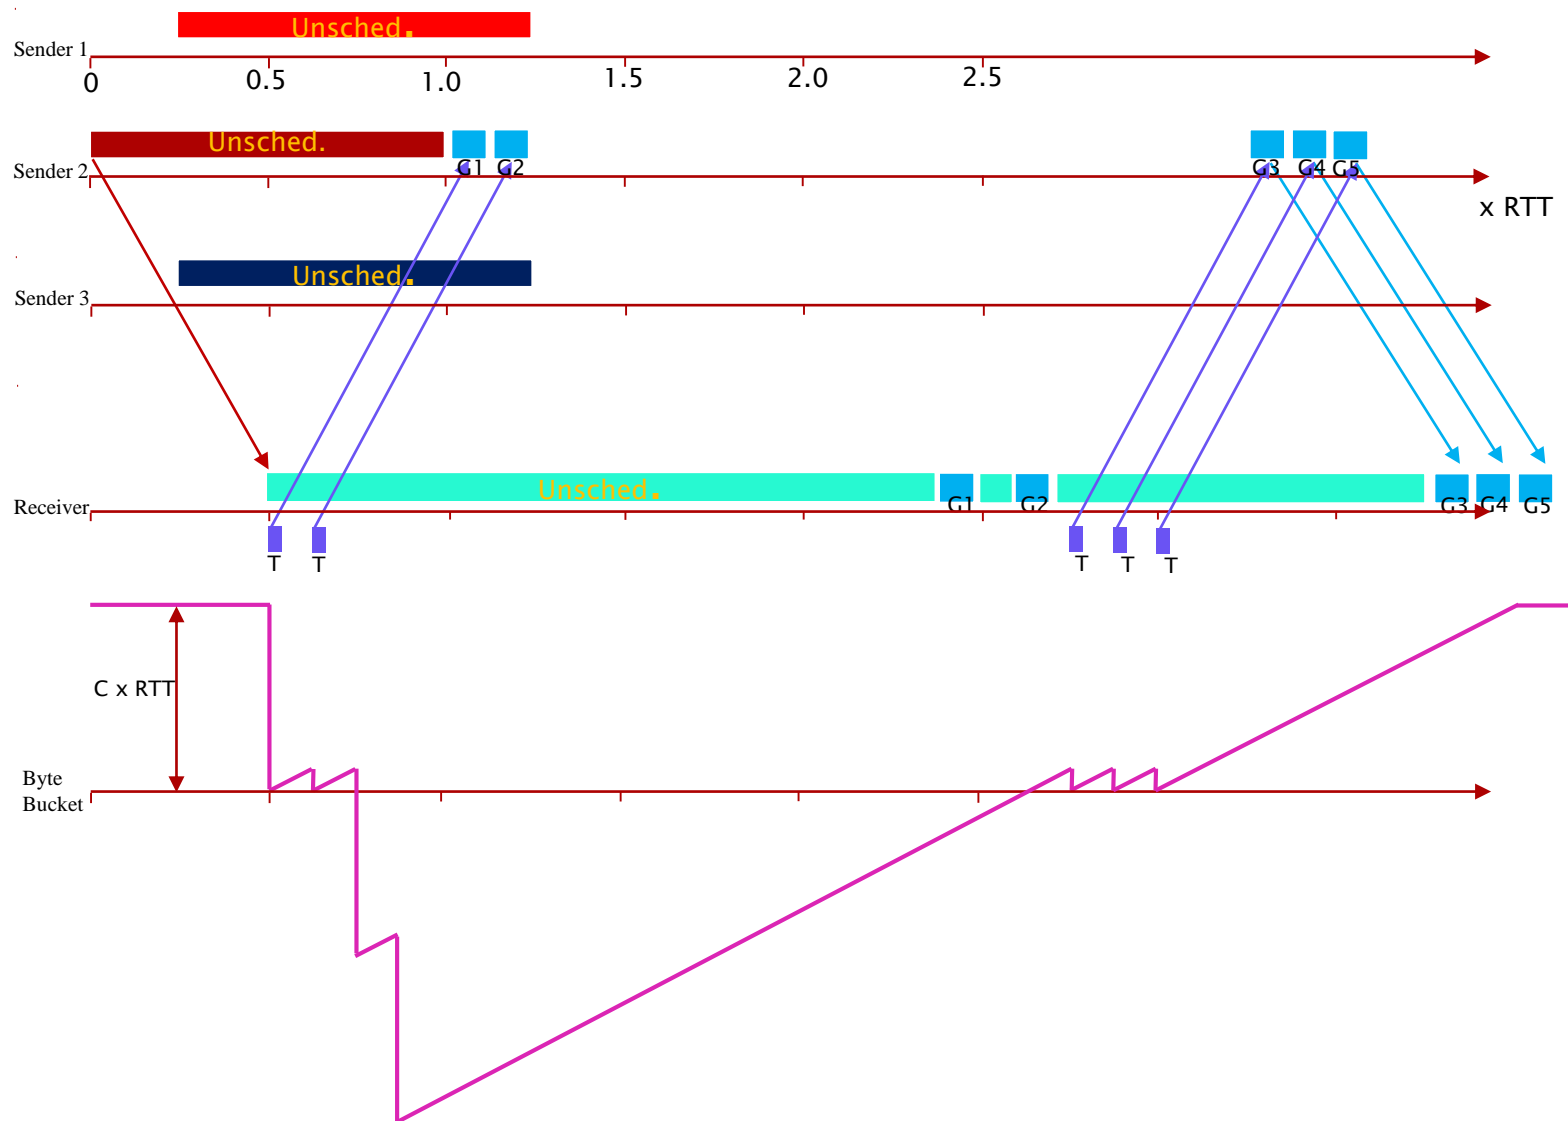 Unsched.
Sender 1
0 0.5 1.0 1.5 2.0 2.5
Unsched.
Sender 2 G1 G2 G3 G4 G5
x RTT
Unsched.
Sender 3
Unsched.
Receiver G1 G2 G3 G4 G5
T T T T T
C x RTT
Byte
Bucket